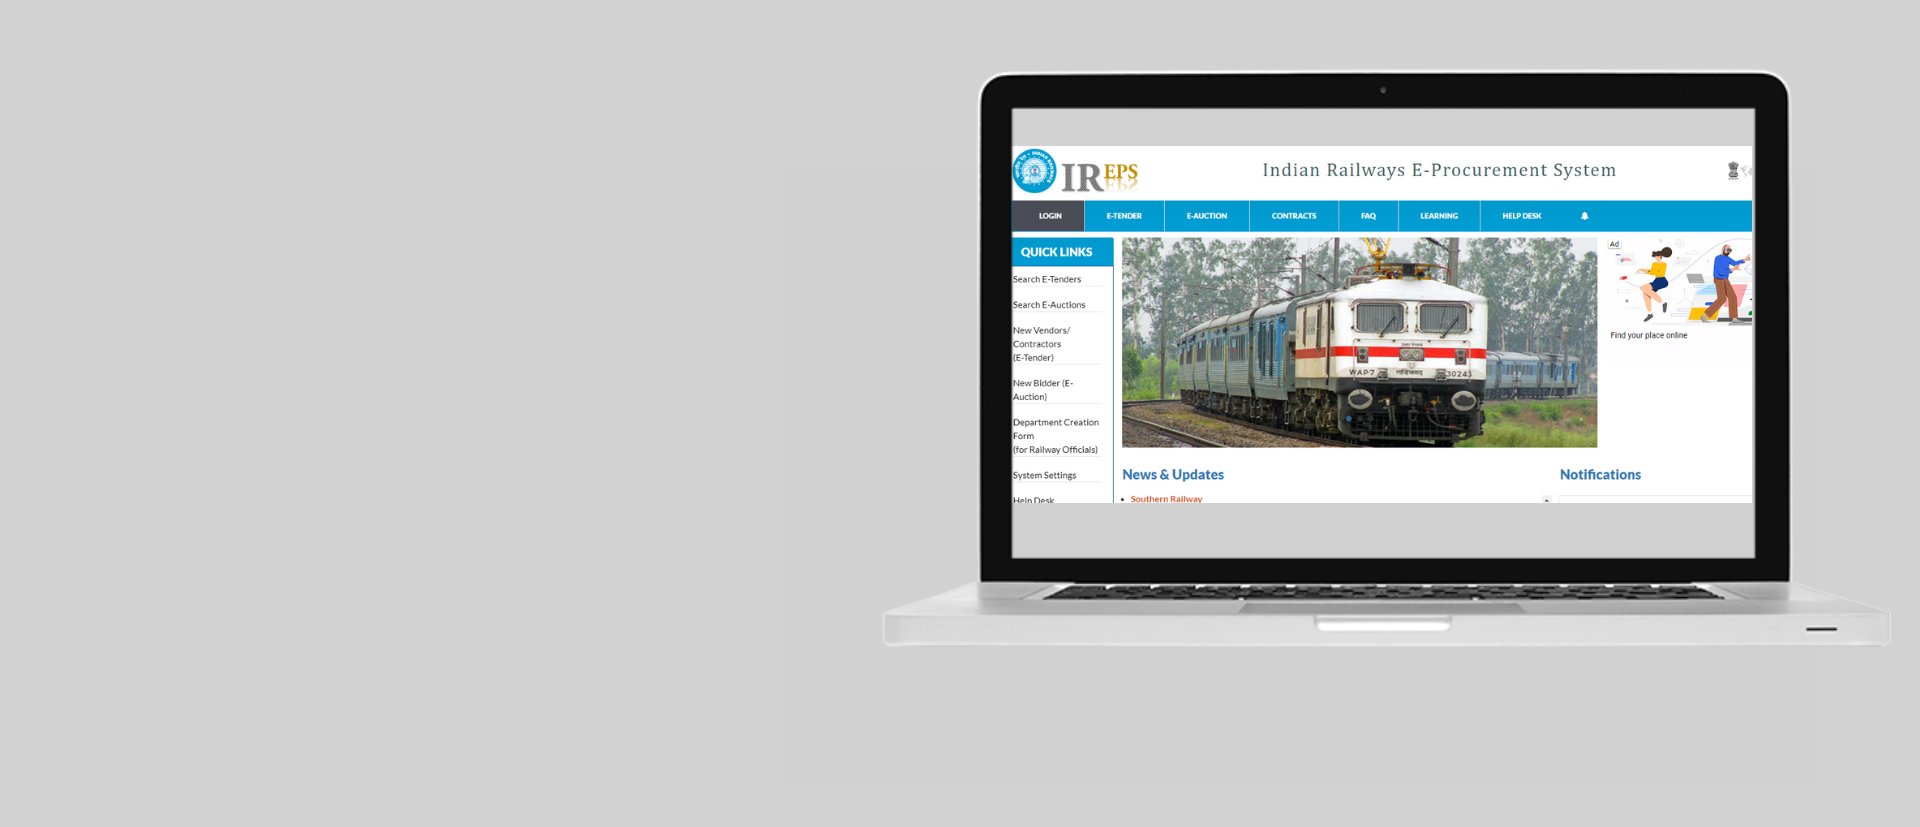 IREPS
Indian Railways E-Procurement System
LOGIN
E-TENDER
E-AUCTION
CONTRACTS
FAQ
LEARNING
HELP DESK
QUICK LINKS
Search E-Tenders
Search E-Auctions
New Vendors/
Contractors
(E-Tender)
New Bidder (E-
Auction)
Department Creation
Form
(for Railway Officials)
System Settings
Help Desk
WAP-7
30243
Ad
Find your place online
News & Updates
Southern Railway
Notifications